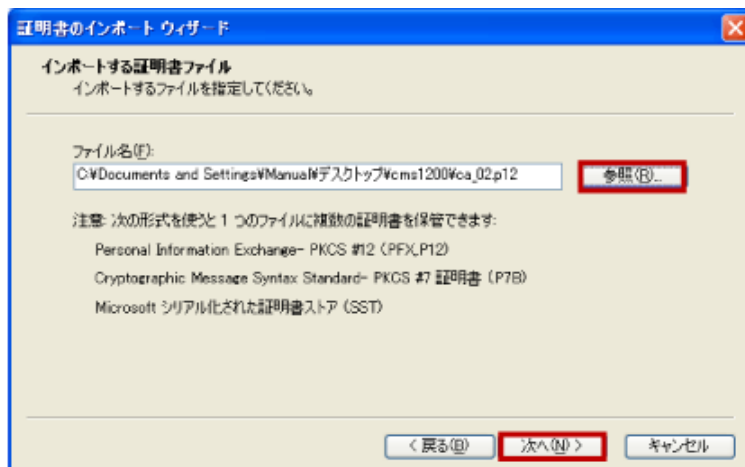 証明書のインポート ウィザード
インポートする証明書ファイル
インポートするファイルを指定してください。
ファイル名(F):
C:¥Documents and Settings¥Manual¥デスクトップ¥cms1200¥ca_02.p12
参照(R)...
注意: 次の形式を使うと 1 つのファイルに複数の証明書を保管できます:
Personal Information Exchange- PKCS #12 (PFX,.P12)
Cryptographic Message Syntax Standard- PKCS #7 証明書 (P7B)
Microsoft シリアル化された証明書ストア (SST)
< 戻る(B)
次へ(N) >
キャンセル